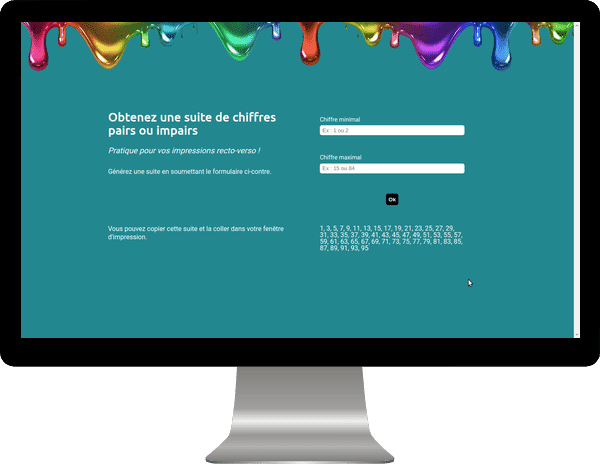 Obtenez une suite de chiffres
pairs ou impairs
Pratique pour vos impressions recto-verso !
Générez une suite en soumettant le formulaire ci-contre.
Chiffre minimal
Ex : 1 ou 2
Chiffre maximal
Ex : 15 ou 84
Ok
Vous pouvez copier cette suite et la coller dans votre fenêtre
d'impression.
1, 3, 5, 7, 9, 11, 13, 15, 17, 19, 21, 23, 25, 27, 29,
31, 33, 35, 37, 39, 41, 43, 45, 47, 49, 51, 53, 55, 57,
59, 61, 63, 65, 67, 69, 71, 73, 75, 77, 79, 81, 83, 85,
87, 89, 91, 93, 95